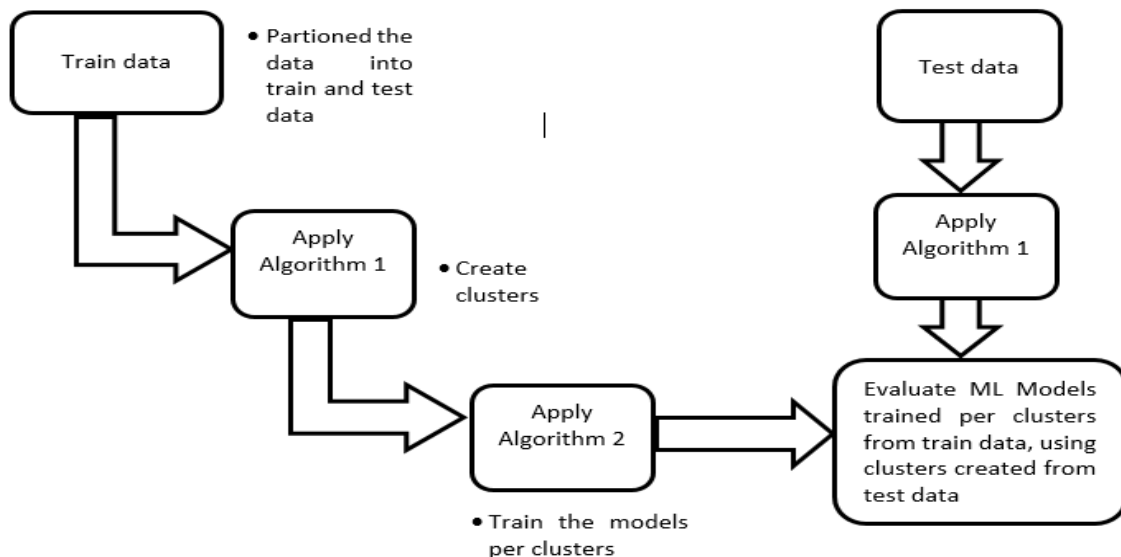 Train data
• Partioned the
data into
train and test
data
Test data
Apply
Algorithm 1
• Create
clusters
Apply
Algorithm 1
Apply
Algorithm 2
• Train the models
per clusters
Evaluate ML Models
trained per clusters
from train data, using
clusters created from
test data